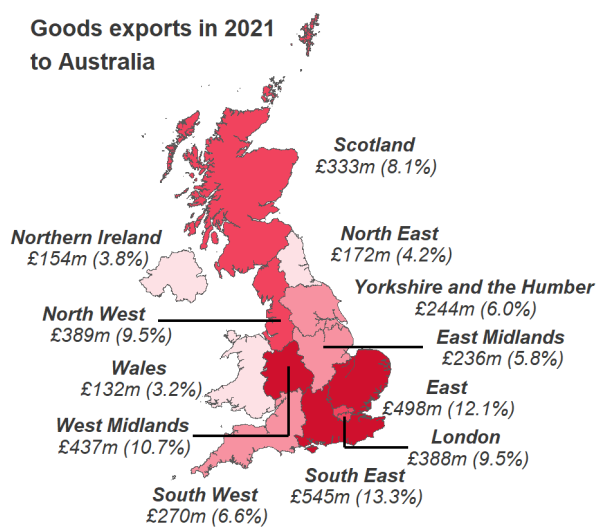 Goods exports in 2021
to Australia
Scotland
£333m (8.1%)
Northern Ireland
£154m (3.8%)
North East
£172m (4.2%)
Yorkshire and the Humber
£244m (6.0%)
North West
£389m (9.5%)
East Midlands
£236m (5.8%)
Wales
£132m (3.2%)
East
£498m (12.1%)
West Midlands
£437m (10.7%)
London
£388m (9.5%)
South East
£545m (13.3%)
South West
£270m (6.6%)